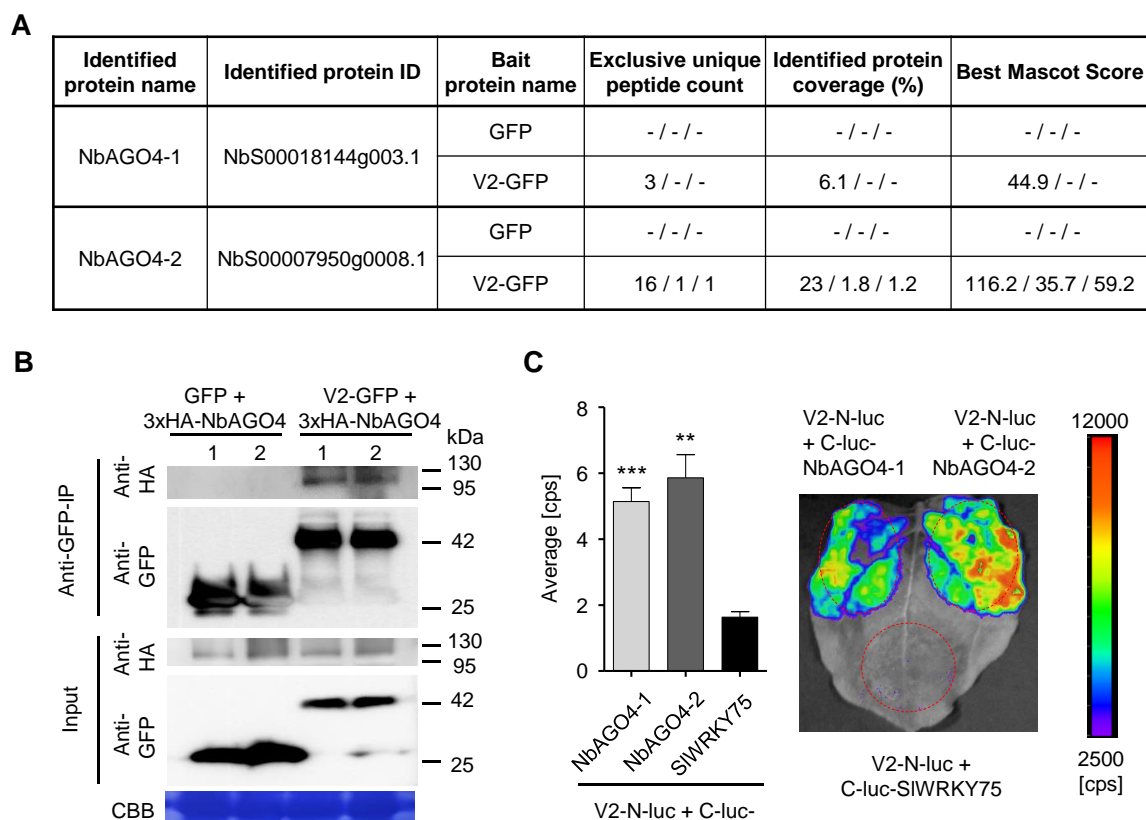 A
Identified protein name | Identified protein ID | Bait protein name | Exclusive unique peptide count | Identified protein coverage (%) | Best Mascot Score
NbAGO4-1 | NbS00018144g003.1 | GFP | - / - / - | - / - / - | - / - / -
V2-GFP | 3 / - / - | 6.1 / - / - | 44.9 / - / -
NbAGO4-2 | NbS00007950g0008.1 | GFP | - / - / - | - / - / - | - / - / -
V2-GFP | 16 / 1 / 1 | 23 / 1.8 / 1.2 | 116.2 / 35.7 / 59.2
B
GFP +
3xHA-NbAGO4
V2-GFP +
3xHA-NbAGO4
kDa
1 2 1 2
Anti-GFP-IP
Anti-
HA
130
95
Anti-
GFP
42
25
Input
Anti-
HA
130
95
Anti-
GFP
42
25
CBB
C
Average [cps]
8
6
4
2
0
***
**
NbAGO4-1
NbAGO4-2
SlWRKY75
V2-N-luc + C-luc-
V2-N-luc
+ C-luc-
NbAGO4-1
V2-N-luc
+ C-luc-
NbAGO4-2
V2-N-luc +
C-luc-SlWRKY75
12000
2500
[cps]